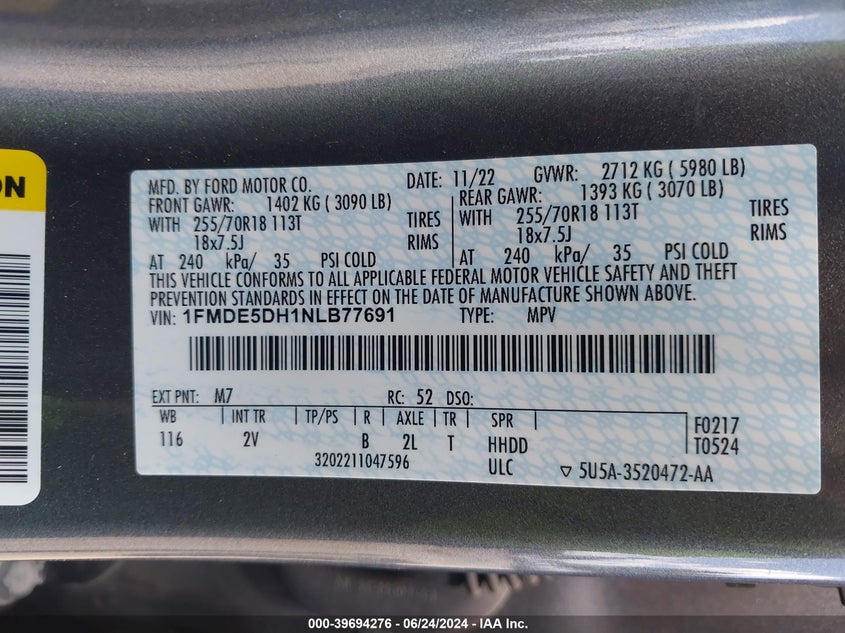 ON
MFD. BY FORD MOTOR CO. DATE: 11/22 GVWR: 2712 KG ( 5980 LB)
FRONT GAWR: 1402 KG ( 3090 LB) REAR GAWR: 1393 KG ( 3070 LB)
WITH 255/70R18 113T TIRES WITH 255/70R18 113T TIRES
18x7.5J RIMS 18x7.5J RIMS
AT 240 kPa/ 35 PSI COLD AT 240 kPa/ 35 PSI COLD
THIS VEHICLE CONFORMS TO ALL APPLICABLE FEDERAL MOTOR VEHICLE SAFETY AND THEFT
PREVENTION STANDARDS IN EFFECT ON THE DATE OF MANUFACTURE SHOWN ABOVE.
VIN: 1FMDE5DH1NLB77691 TYPE: MPV
EXT PNT: M7 RC: 52 DSO:
WB INT TR TP/PS R AXLE TR SPR F0217
116 2V B 2L T HHDD T0524
3202211047596 ULC 5U5A-3520472-AA
000-39694276 - 06/24/2024 - IAA Inc.